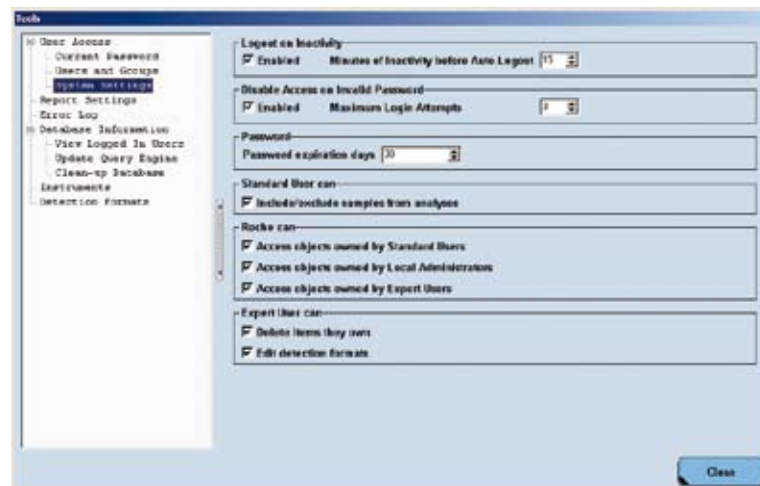 Tools
User Access
Current Password
Users and Groups
System Settings
Report Settings
Error Log
Database Information
View Logged In Users
Update Query Engine
Clean-up Database
Instruments
Detection Formats
Logout on Inactivity
Enabled Minutes of Inactivity before Auto Logout 15
Disable Access on Invalid Password
Enabled Maximum Login Attempts
Password
Password expiration days 30
Standard User can
Include/exclude samples from analyses
Roche can
Access objects owned by Standard Users
Access objects owned by Local Administrators
Access objects owned by Expert Users
Expert User can
Delete items they own
Edit detection formats
Close